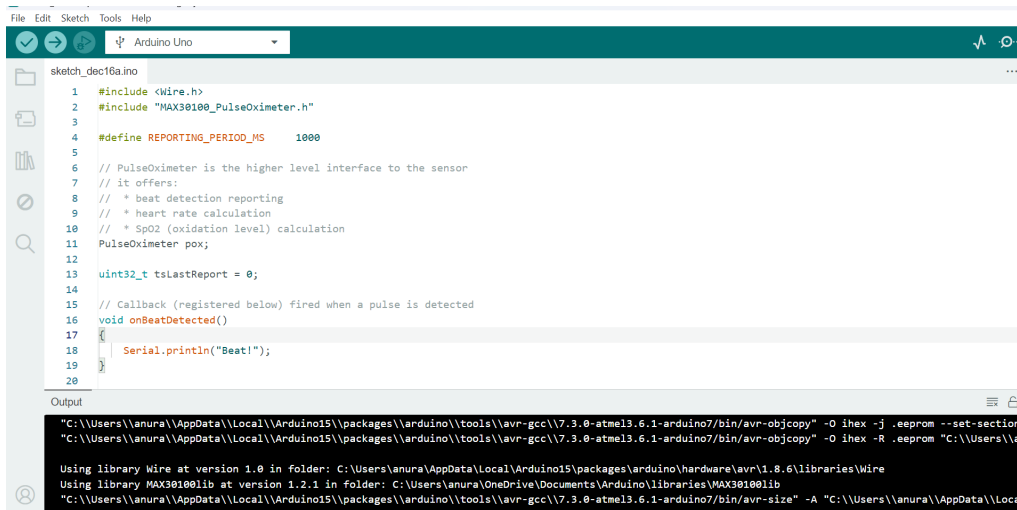 File Edit Sketch Tools Help
Arduino Uno
sketch_dec16a.ino
1 #include <Wire.h>
2 #include "MAX30100_PulseOximeter.h"
3
4 #define REPORTING_PERIOD_MS     1000
5
6 // PulseOximeter is the higher level interface to the sensor
7 // it offers:
8 //  * beat detection reporting
9 //  * heart rate calculation
10 //  * SpO2 (oxidation level) calculation
11 PulseOximeter pox;
12
13 uint32_t tsLastReport = 0;
14
15 // Callback (registered below) fired when a pulse is detected
16 void onBeatDetected()
17 {
18     Serial.println("Beat!");
19 }
20
Output
"C:\\Users\\anura\\AppData\\Local\\Arduino15\\packages\\arduino\\tools\\avr-gcc\\7.3.0-atmel3.6.1-arduino7/bin/avr-objcopy" -O ihex -j .eeprom --set-section
"C:\\Users\\anura\\AppData\\Local\\Arduino15\\packages\\arduino\\tools\\avr-gcc\\7.3.0-atmel3.6.1-arduino7/bin/avr-objcopy" -O ihex -R .eeprom "C:\\Users\\a
Using library Wire at version 1.0 in folder: C:\Users\anura\AppData\Local\Arduino15\packages\arduino\hardware\avr\1.8.6\libraries\Wire
Using library MAX30100lib at version 1.2.1 in folder: C:\Users\anura\OneDrive\Documents\Arduino\libraries\MAX30100lib
"C:\\Users\\anura\\AppData\\Local\\Arduino15\\packages\\arduino\\tools\\avr-gcc\\7.3.0-atmel3.6.1-arduino7/bin/avr-size" -A "C:\\Users\\anura\\AppData\\Loca